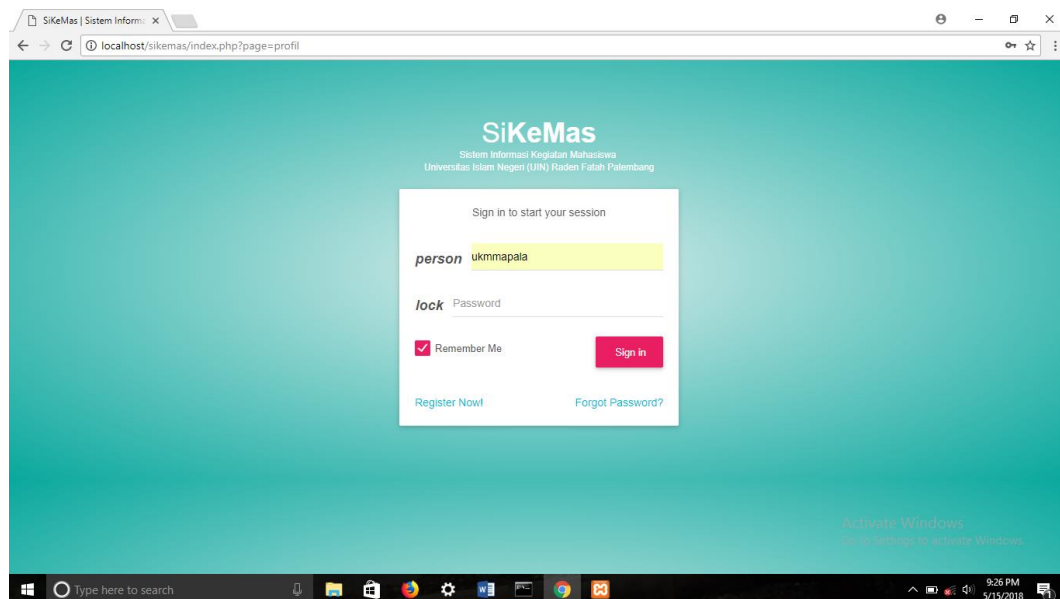 SiKeMas | Sistem Informa
localhost/sikemas/index.php?page=profil
SiKeMas
Sistem Informasi Kegiatan Mahasiswa
Universitas Islam Negeri (UIN) Raden Fatah Palembang
Sign in to start your session
person ukmmapala
lock Password
Remember Me
Sign in
Register Now!
Forgot Password?
Activate Windows
Go to Settings to activate Windows.
Type here to search
9:26 PM
5/15/2018